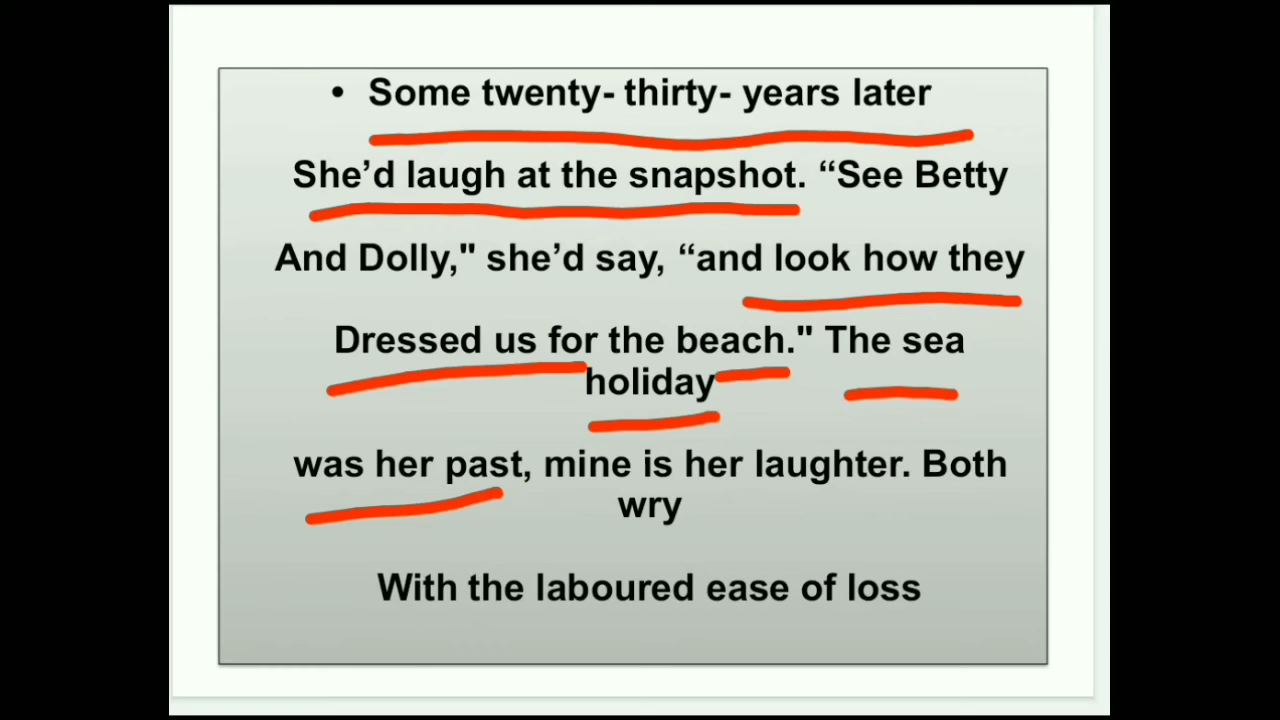 • Some twenty- thirty- years later
She’d laugh at the snapshot. “See Betty
And Dolly," she’d say, “and look how they
Dressed us for the beach." The sea
holiday
was her past, mine is her laughter. Both
wry
With the laboured ease of loss